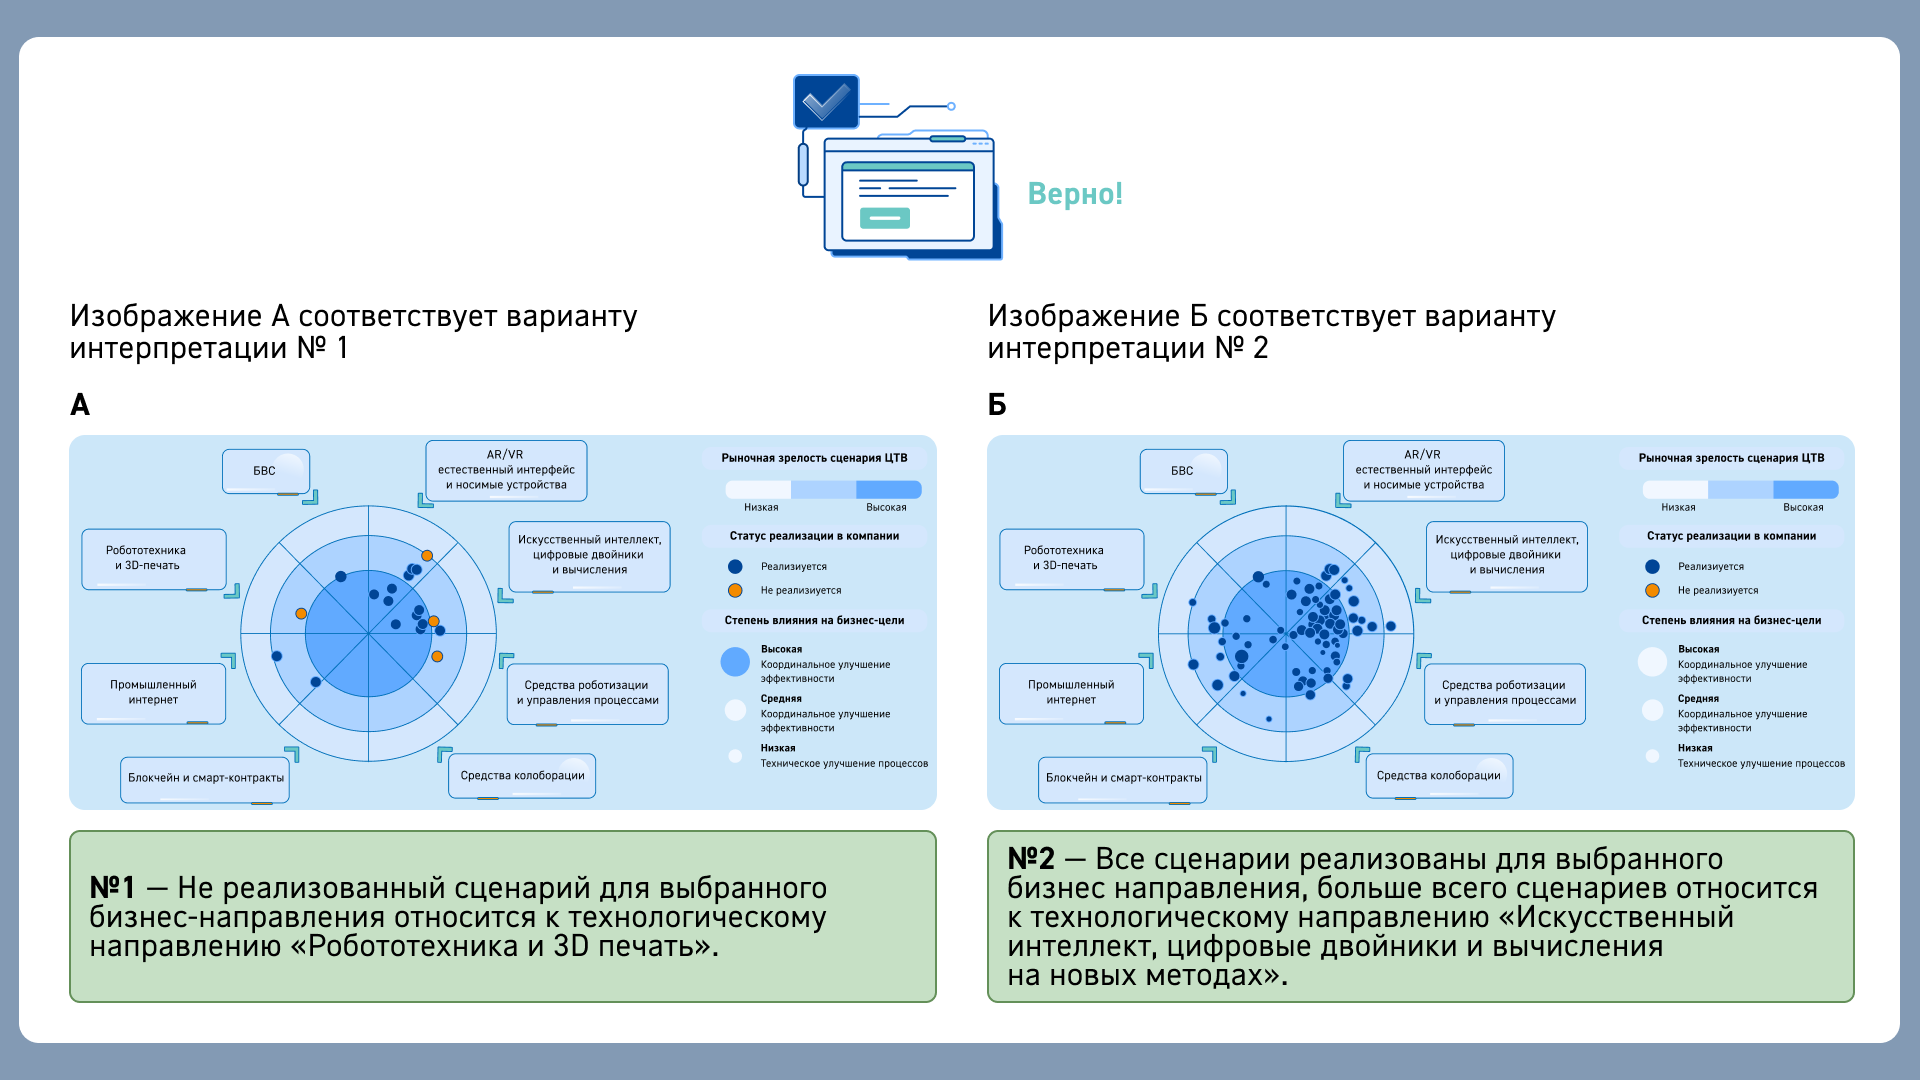 Верно!
Изображение А соответствует варианту
интерпретации № 1
А
БВС
AR/VR
естественный интерфейс
и носимые устройства
Робототехника
и 3D-печать
Искусственный интеллект,
цифровые двойники
и вычисления
Промышленный
интернет
Средства роботизации
и управления процессами
Блокчейн и смарт-контракты
Средства колоборации
Рыночная зрелость сценария ЦТВ
Низкая
Высокая
Статус реализации в компании
Реализиуется
Не реализиуется
Степень влияния на бизнес-цели
Высокая
Координальное улучшение
эффективности
Средняя
Координальное улучшение
эффективности
Низкая
Техническое улучшение процессов
№1 — Не реализованный сценарий для выбранного
бизнес-направления относится к технологическому
направлению «Робототехника и 3D печать».
Изображение Б соответствует варианту
интерпретации № 2
Б
БВС
AR/VR
естественный интерфейс
и носимые устройства
Робототехника
и 3D-печать
Искусственный интеллект,
цифровые двойники
и вычисления
Промышленный
интернет
Средства роботизации
и управления процессами
Блокчейн и смарт-контракты
Средства колоборации
Рыночная зрелость сценария ЦТВ
Низкая
Высокая
Статус реализации в компании
Реализиуется
Не реализиуется
Степень влияния на бизнес-цели
Высокая
Координальное улучшение
эффективности
Средняя
Координальное улучшение
эффективности
Низкая
Техническое улучшение процессов
№2 — Все сценарии реализованы для выбранного
бизнес направления, больше всего сценариев относится
к технологическому направлению «Искусственный
интеллект, цифровые двойники и вычисления
на новых методах».